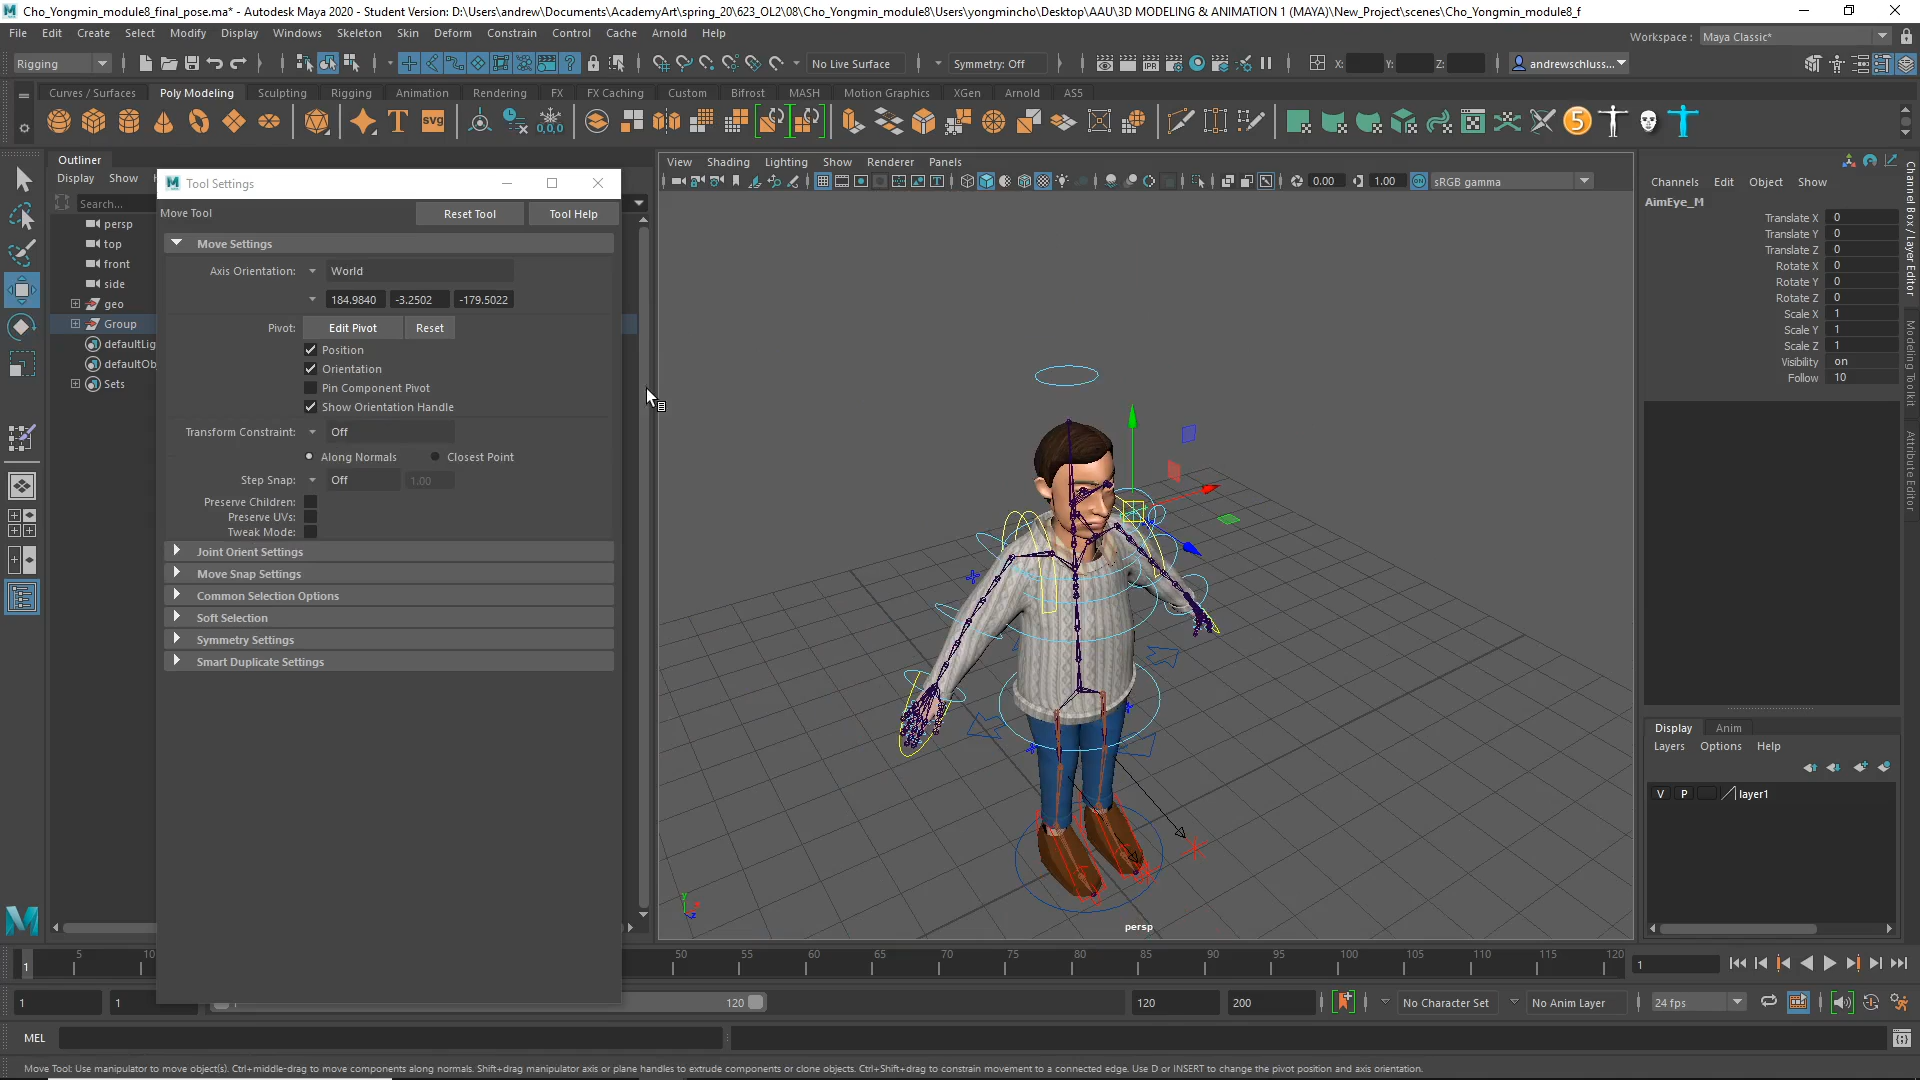 Cho_Yongmin_module8_final_pose.ma* - Autodesk Maya 2020 - Student Version: D:\Users\andrew\Documents\AcademyArt\spring_20\623_OL2\08\Cho_Yongmin_module8\Users\yongmincho\Desktop\AAU\3D MODELING & ANIMATION 1 (MAYA)\New_Project\scenes\Cho_Yongmin_module8_f
File Edit Create Select Modify Display Windows Skeleton Skin Deform Constrain Control Cache Arnold Help
Workspace : Maya Classic*
Rigging
No Live Surface
Symmetry: Off
X: Y: Z:
andrewschluss...
Curves / Surfaces Poly Modeling Sculpting Rigging Animation Rendering FX FX Caching Custom Bifrost MASH Motion Graphics XGen Arnold AS5
Outliner
Display Show
Search...
persp
top
front
side
geo
Group
defaultLig
defaultOb
Sets
Tool Settings
Move Tool
Reset Tool
Tool Help
Move Settings
Axis Orientation: World
184.9840 -3.2502 -179.5022
Pivot: Edit Pivot Reset
Position
Orientation
Pin Component Pivot
Show Orientation Handle
Transform Constraint: Off
Along Normals Closest Point
Step Snap: Off 1.00
Preserve Children:
Preserve UVs:
Tweak Mode:
Joint Orient Settings
Move Snap Settings
Common Selection Options
Soft Selection
Symmetry Settings
Smart Duplicate Settings
View Shading Lighting Show Renderer Panels
0.00 1.00 sRGB gamma
persp
Channels Edit Object Show
AimEye_M
Translate X 0
Translate Y 0
Translate Z 0
Rotate X 0
Rotate Y 0
Rotate Z 0
Scale X 1
Scale Y 1
Scale Z 1
Visibility on
Follow 10
Channel Box / Layer Editor
Modeling Toolkit
Attribute Editor
Display Anim
Layers Options Help
V P layer1
1 5 10 50 55 60 65 70 75 80 85 90 95 100 105 110 115 120
1
1 1 120 120 200 No Character Set No Anim Layer 24 fps
MEL
Move Tool: Use manipulator to move object(s). Ctrl+middle-drag to move components along normals. Shift+drag manipulator axis or plane handles to extrude components or clone objects. Ctrl+Shift+drag to constrain movement to a connected edge. Use D or INSERT to change the pivot position and axis orientation.